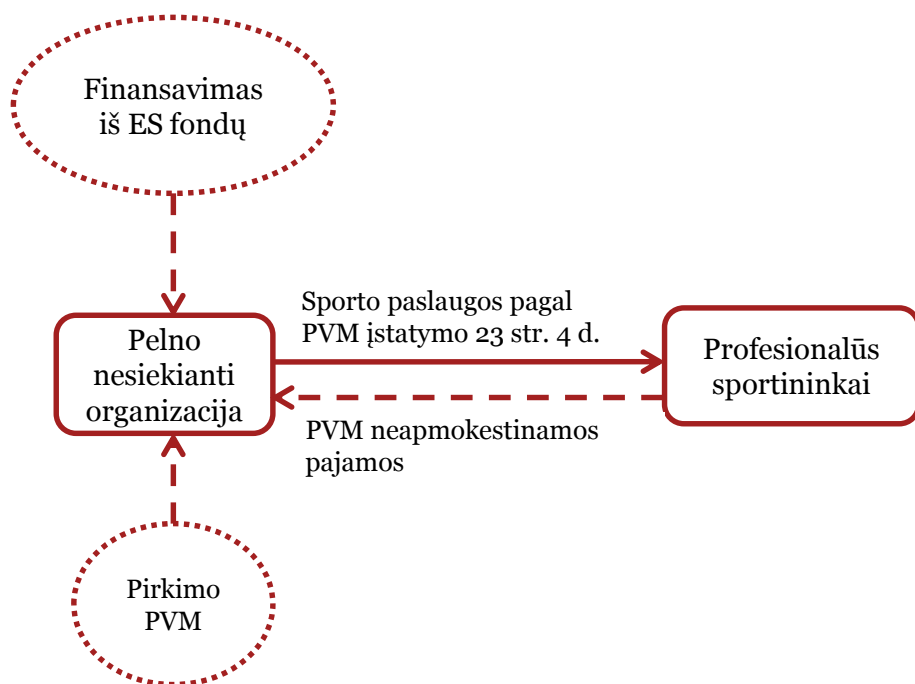 Finansavimas
iš ES fondų
Sporto paslaugos pagal
PVM įstatymo 23 str. 4 d.
Pelno
nesiekianti
organizacija
Profesionalūs
sportininkai
PVM neapmokestinamos
pajamos
Pirkimo
PVM